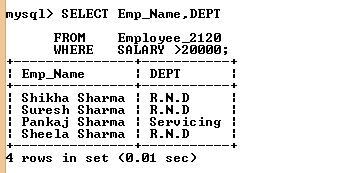 mysql> SELECT Emp_Name,DEPT
FROM Employee_2120
WHERE SALARY >20000;
+---------------+-----------+
| Emp_Name | DEPT |
+---------------+-----------+
| Shikha Sharma | R.N.D |
| Suresh Sharma | R.N.D |
| Pankaj Sharma | Servicing |
| Sheela Sharma | R.N.D |
+---------------+-----------+
4 rows in set (0.01 sec)